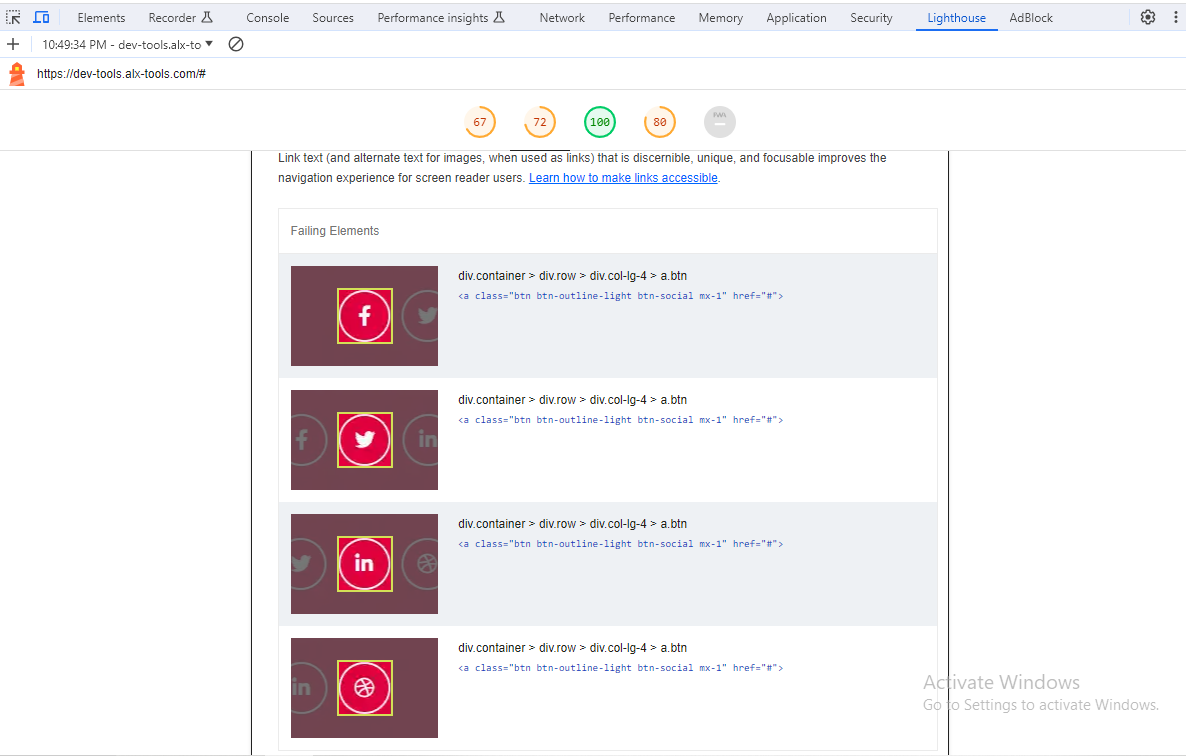 Elements Recorder Console Sources Performance insights Network Performance Memory Application Security Lighthouse AdBlock
10:49:34 PM - dev-tools.alx-to
https://dev-tools.alx-tools.com/#
67 72 100 80 PWA
Link text (and alternate text for images, when used as links) that is discernible, unique, and focusable improves the
navigation experience for screen reader users. Learn how to make links accessible.
Failing Elements
div.container > div.row > div.col-lg-4 > a.btn
<a class="btn btn-outline-light btn-social mx-1" href="#">
div.container > div.row > div.col-lg-4 > a.btn
<a class="btn btn-outline-light btn-social mx-1" href="#">
in
div.container > div.row > div.col-lg-4 > a.btn
<a class="btn btn-outline-light btn-social mx-1" href="#">
in
div.container > div.row > div.col-lg-4 > a.btn
<a class="btn btn-outline-light btn-social mx-1" href="#">
in
Activate Windows
Go to Settings to activate Windows.